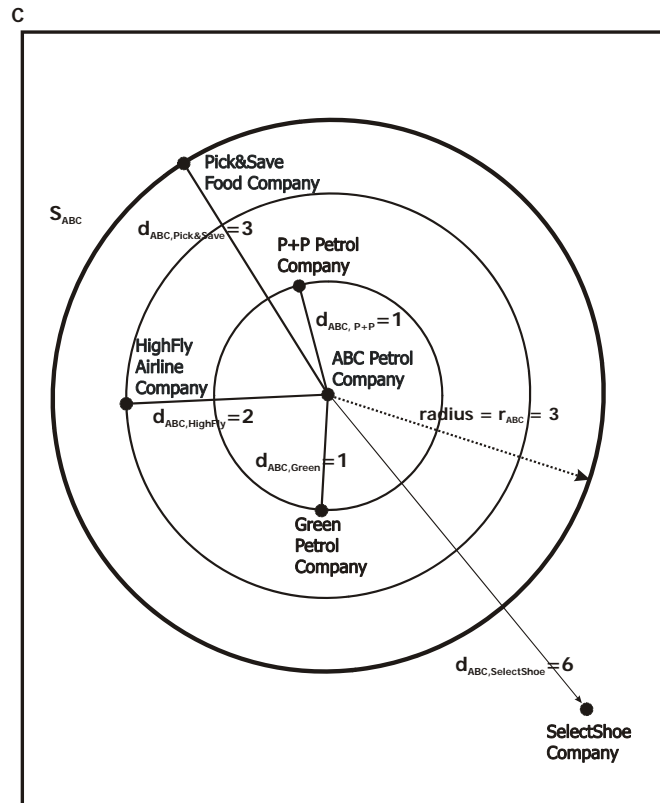 C
Pick&Save
Food Company
S_ABC
d_ABC,Pick&Save=3
P+P Petrol
Company
d_ABC, P+P=1
HighFly
Airline
Company
ABC Petrol
Company
d_ABC,HighFly=2
radius = r_ABC = 3
d_ABC,Green=1
Green
Petrol
Company
d_ABC,SelectShoe=6
SelectShoe
Company